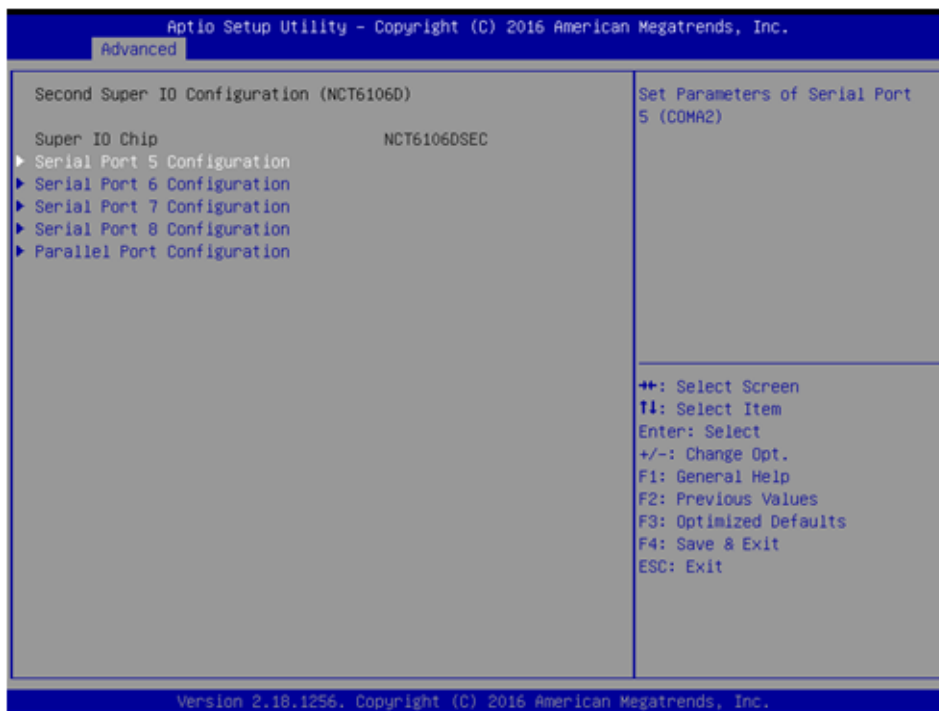 Aptio Setup Utility – Copyright (C) 2016 American Megatrends, Inc.
Advanced
Second Super IO Configuration (NCT6106D)
Super IO Chip NCT6106DSEC
Serial Port 5 Configuration
Serial Port 6 Configuration
Serial Port 7 Configuration
Serial Port 8 Configuration
Parallel Port Configuration
Set Parameters of Serial Port
5 (COMA2)
→←: Select Screen
↑↓: Select Item
Enter: Select
+/-: Change Opt.
F1: General Help
F2: Previous Values
F3: Optimized Defaults
F4: Save & Exit
ESC: Exit
Version 2.18.1256. Copyright (C) 2016 American Megatrends, Inc.